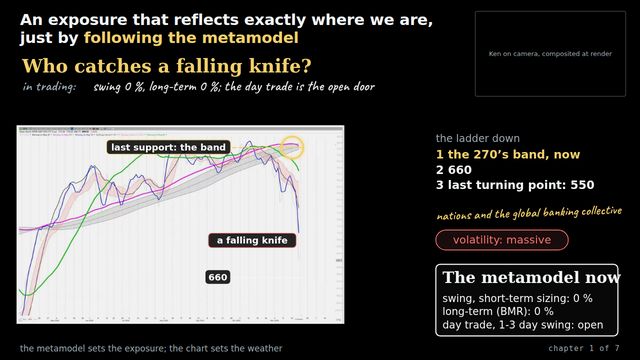 An exposure that reflects exactly where we are,
just by following the metamodel
Ken on camera, composited at render
Who catches a falling knife?
in trading: swing 0 %, long-term 0 %; the day trade is the open door
last support: the band
a falling knife
660
the ladder down
1 the 270’s band, now
2 660
3 last turning point: 550
nations and the global banking collective
volatility: massive
The metamodel now
swing, short-term sizing: 0 %
long-term (BMR): 0 %
day trade, 1-3 day swing: open
the metamodel sets the exposure; the chart sets the weather
chapter 1 of 7